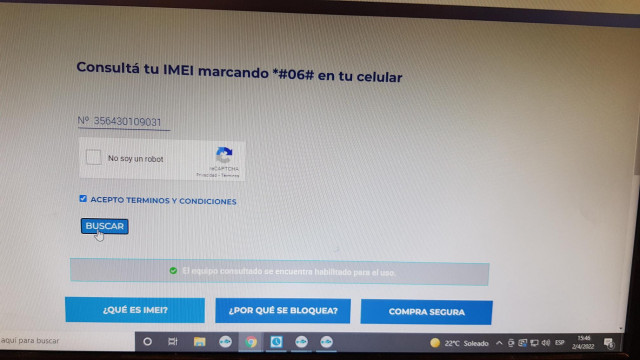 Consultá tu IMEI marcando *#06# en tu celular
Nº 356430109031
No soy un robot
reCAPTCHA
Privacidad - Términos
ACEPTO TERMINOS Y CONDICIONES
BUSCAR
El equipo consultado se encuentra habilitado para el uso.
¿QUÉ ES IMEI?
¿POR QUÉ SE BLOQUEA?
COMPRA SEGURA
aquí para buscar
22°C Soleado
ESP
15:46
2/4/2022